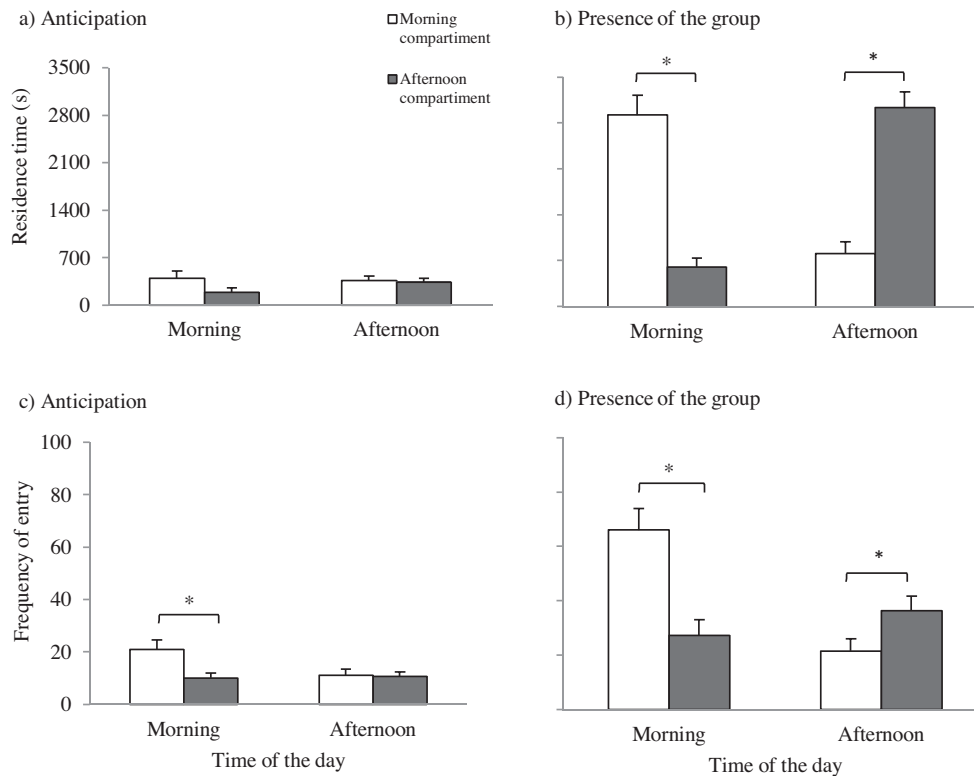 a) Anticipation
Morning
compartiment
Afternoon
compartment
b) Presence of the group
*
*
Residence time (s)
3500
2800
2100
1400
700
0
Morning
Afternoon
Morning
Afternoon
c) Anticipation
d) Presence of the group
Frequency of entry
100
80
60
40
20
0
*
*
*
Morning
Afternoon
Time of the day
Morning
Afternoon
Time of the day